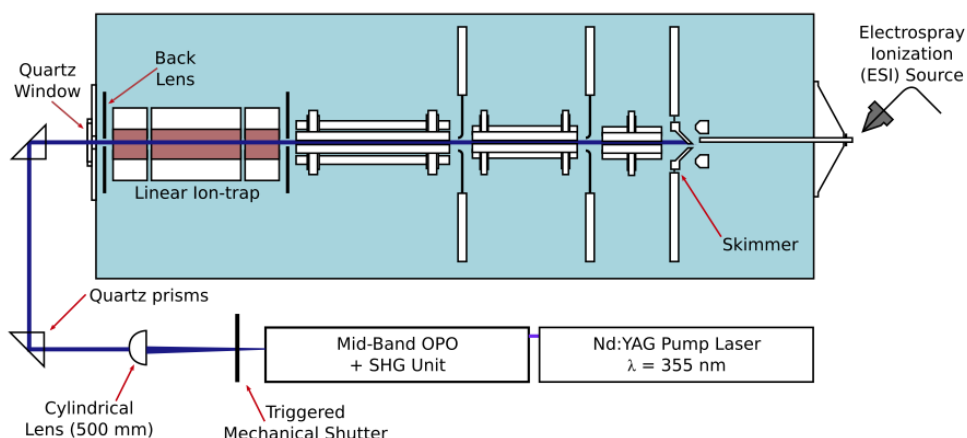 Electrospray
Ionization
(ESI) Source
Back
Lens
Quartz
Window
Linear Ion-trap
Skimmer
Quartz prisms
Mid-Band OPO
+ SHG Unit
Nd:YAG Pump Laser
λ = 355 nm
Cylindrical
Lens (500 mm)
Triggered
Mechanical Shutter